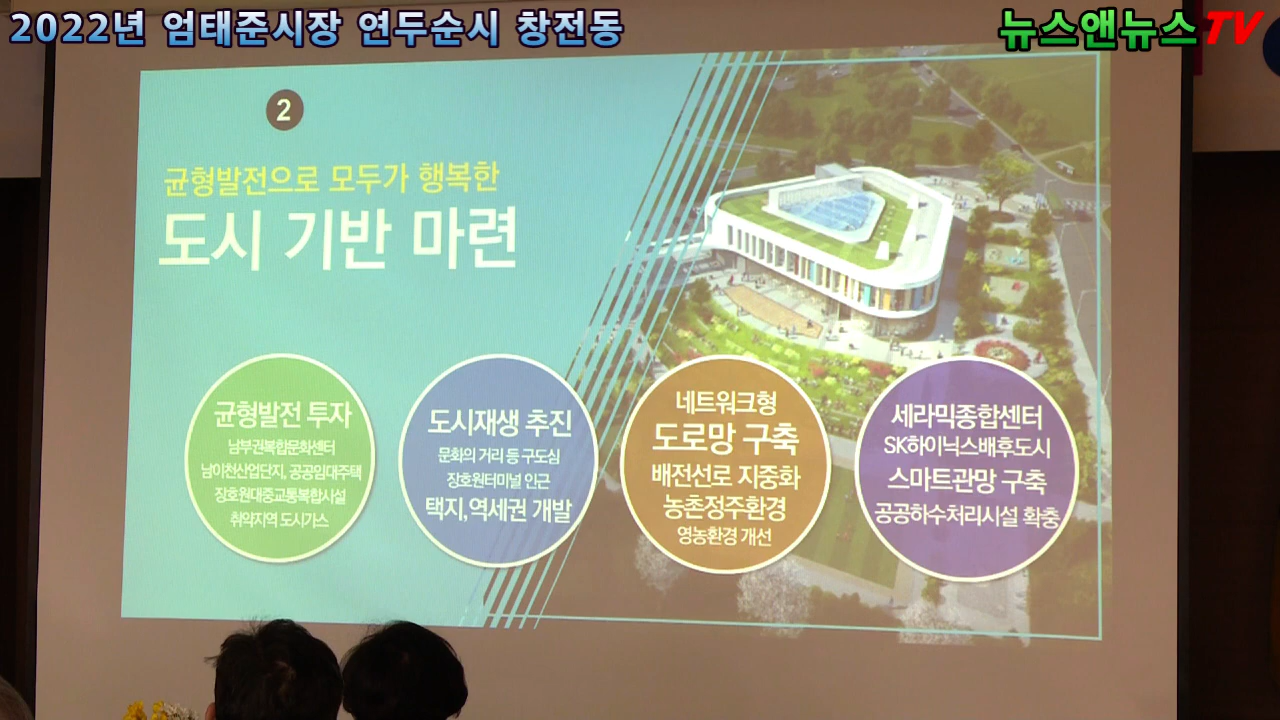 2022년 엄태준시장 연두순시 창전동
뉴스앤뉴스TV
2
균형발전으로 모두가 행복한
도시 기반 마련
균형발전 투자
남부권복합문화센터
남이천산업단지, 공공임대주택
장호원대중교통복합시설
취약지역 도시가스
도시재생 추진
문화의 거리 등 구도심
장호원터미널 인근
택지,역세권 개발
네트워크형
도로망 구축
배전선로 지중화
농촌정주환경
영농환경 개선
세라믹종합센터
SK하이닉스배후도시
스마트관망 구축
공공하수처리시설 확충